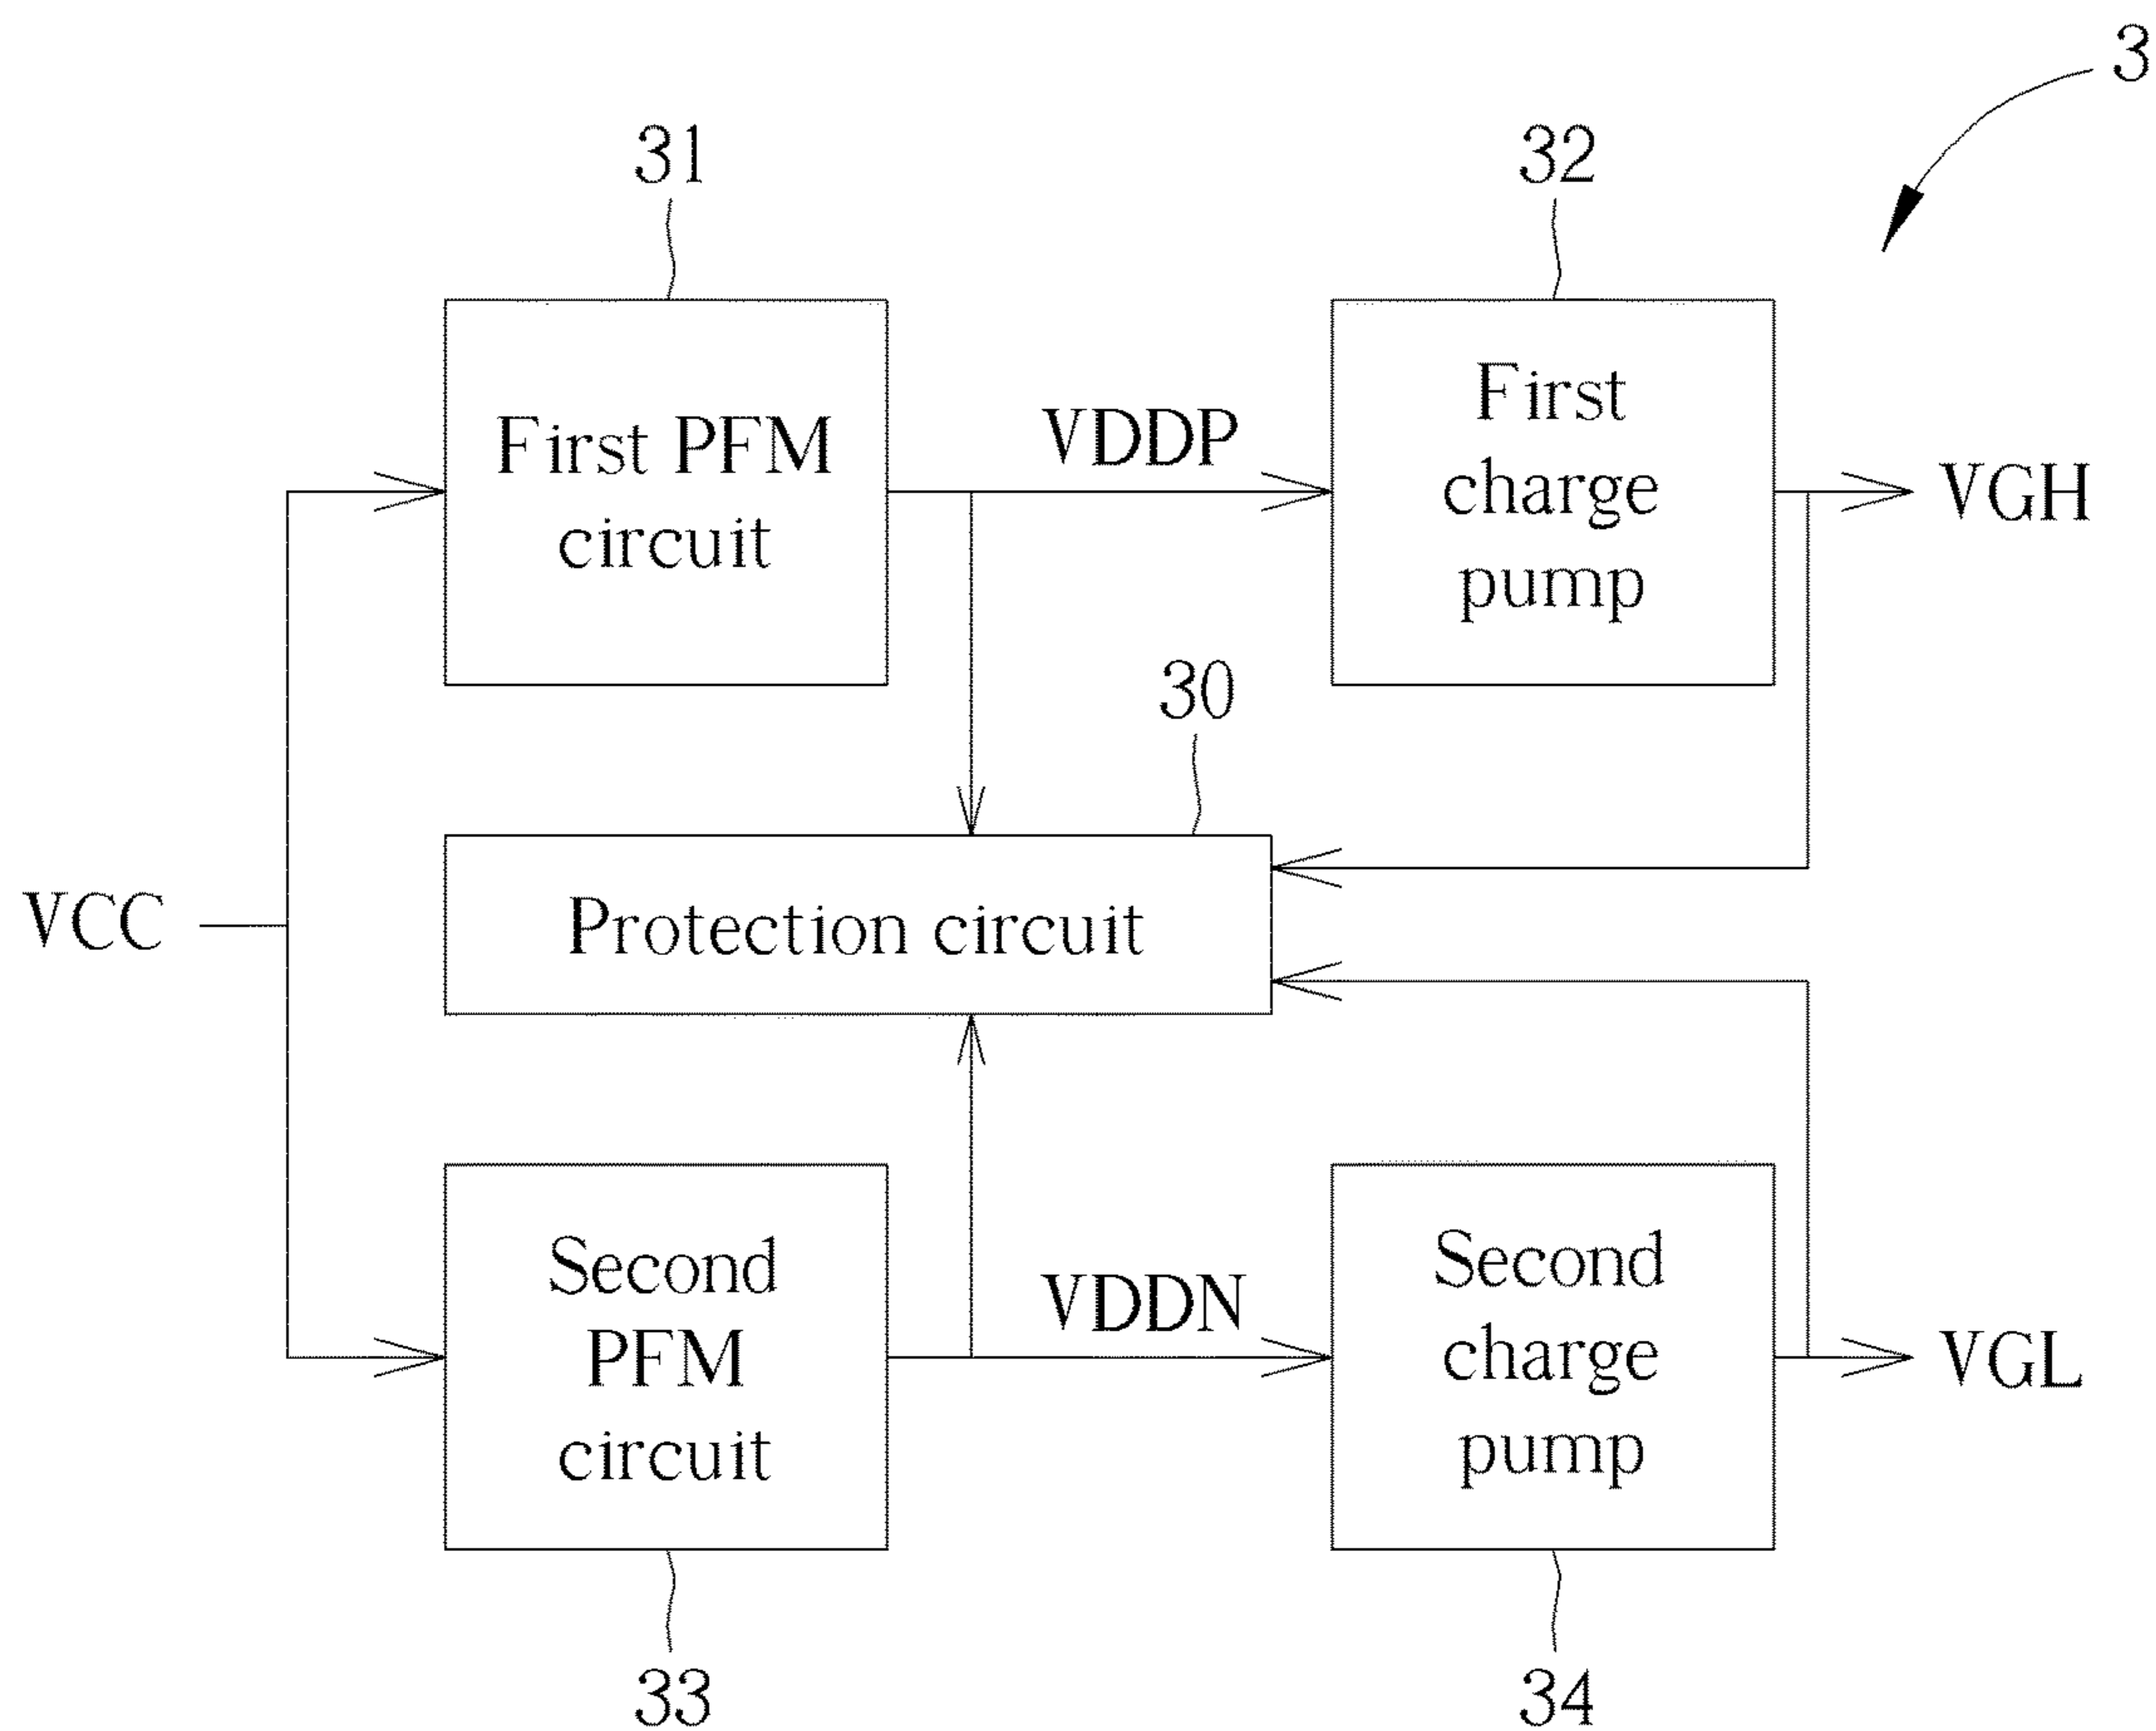 3
31
32
First PFM
circuit
VDDP
First
charge
pump
VGH
30
VCC
Protection circuit
Second
PFM
circuit
VDDN
Second
charge
pump
VGL
33
34